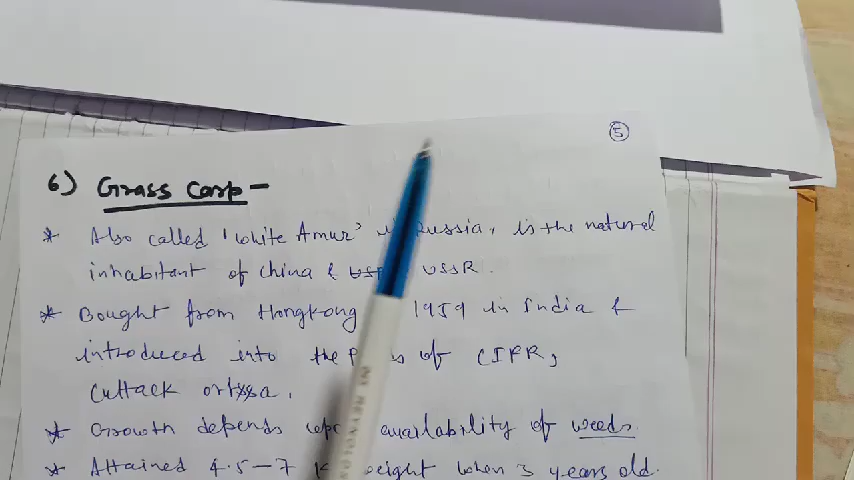 5
6) Grass Carp -
* Also called 'White Amur' Russia, is the natural
inhabitant of China & USSR.
* Bought from Hongkong 1959 in India &
introduced into the of CIFR,
Cuttack orissa.
* Growth depends availability of weeds.
* Attained 4.5-7 weight when 3 years old.
REYNOLDS